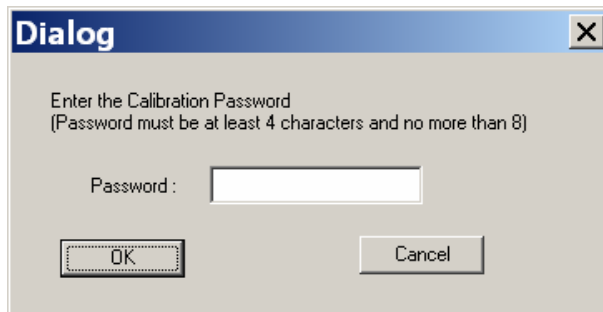 Dialog
Enter the Calibration Password
(Password must be at least 4 characters and no more than 8)
Password :
OK
Cancel